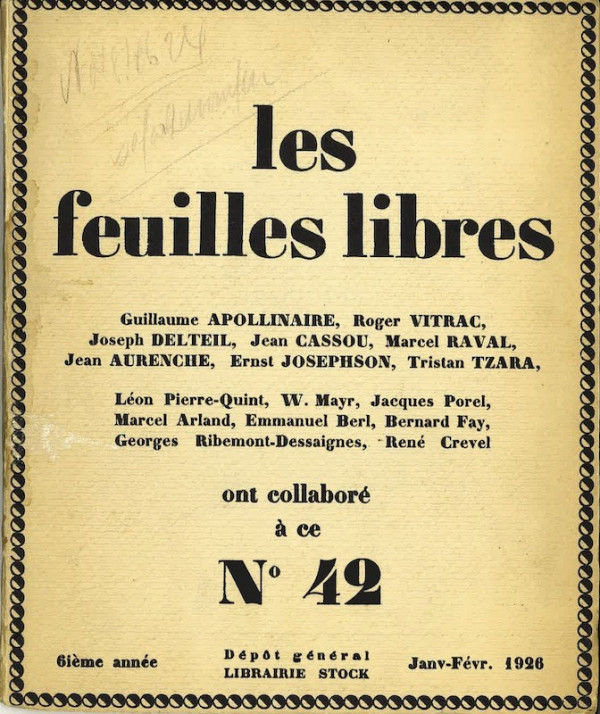 les
feuilles libres
Guillaume APOLLINAIRE, Roger VITRAC,
Joseph DELTEIL, Jean CASSOU, Marcel RAVAL,
Jean AURENCHE, Ernst JOSEPHSON, Tristan TZARA,
Léon Pierre-Quint, W. Mayr, Jacques Porel,
Marcel Arland, Emmanuel Berl, Bernard Fay,
Georges Ribemont-Dessaignes, René Crevel
ont collaboré
à ce
N° 42
6ième année
Dépôt général
LIBRAIRIE STOCK
Janv-Févr. 1926